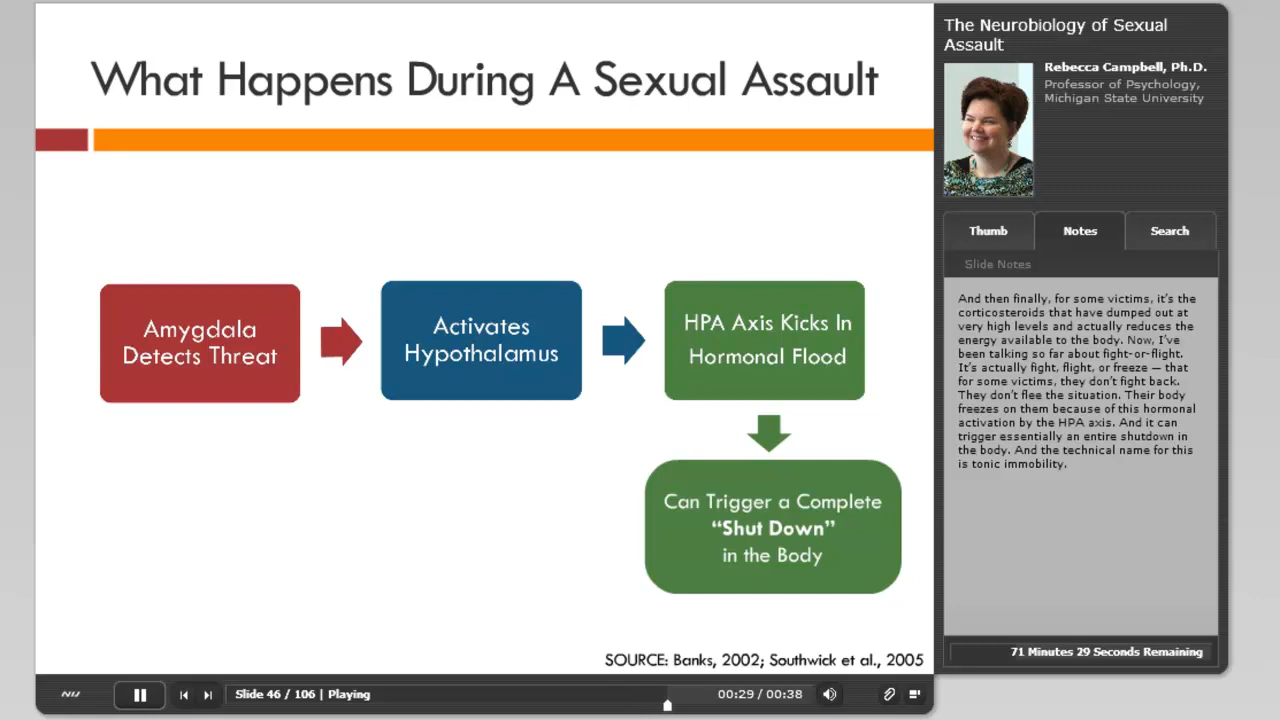 What Happens During A Sexual Assault
Amygdala
Detects Threat
Activates
Hypothalamus
HPA Axis Kicks In
Hormonal Flood
Can Trigger a Complete
“Shut Down”
in the Body
SOURCE: Banks, 2002; Southwick et al., 2005
The Neurobiology of Sexual
Assault
Rebecca Campbell, Ph.D.
Professor of Psychology,
Michigan State University
Thumb
Notes
Search
Slide Notes
And then finally, for some victims, it’s the
corticosteroids that have dumped out at
very high levels and actually reduces the
energy available to the body. Now, I’ve
been talking so far about fight-or-flight.
It’s actually fight, flight, or freeze — that
for some victims, they don’t fight back.
They don’t flee the situation. Their body
freezes on them because of this hormonal
activation by the HPA axis. And it can
trigger essentially an entire shutdown in
the body. And the technical name for this
is tonic immobility.
71 Minutes 29 Seconds Remaining
NIJ
Slide 46 / 106 | Playing
00:29 / 00:38